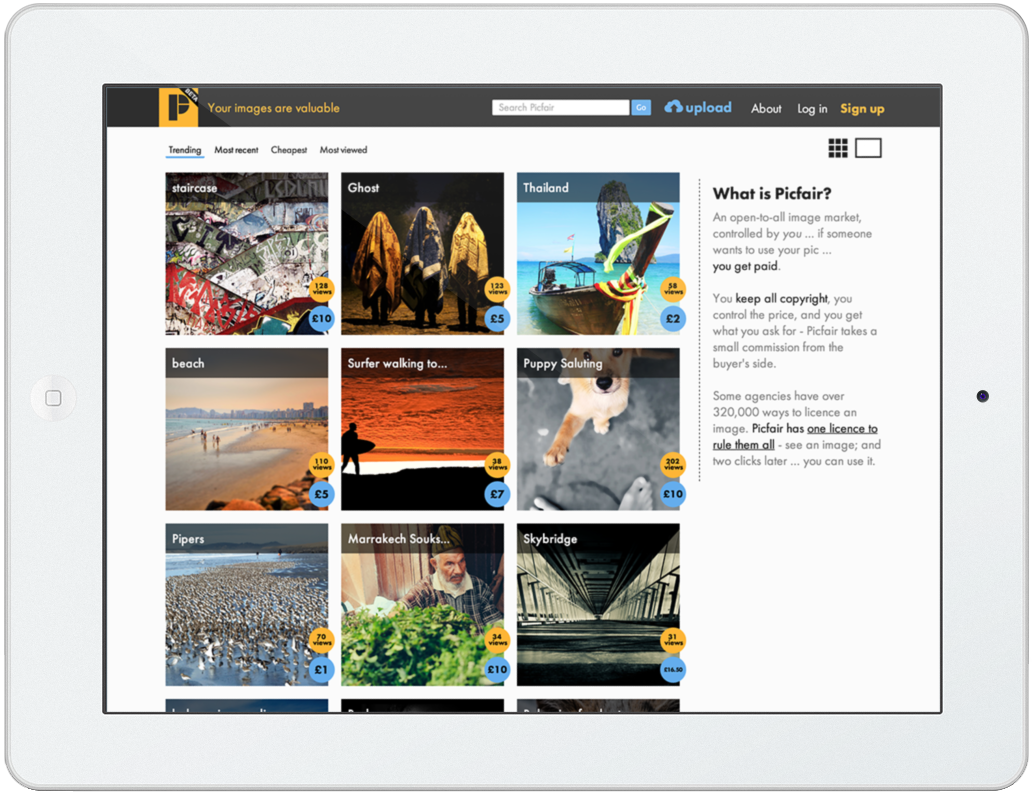 BETA
Your images are valuable
Search Picfair
Go
upload
About
Log in
Sign up
Trending
Most recent
Cheapest
Most viewed
staircase
128
views
£10
Ghost
123
views
£5
Thailand
58
views
£2
beach
110
views
£5
Surfer walking to...
38
views
£7
Puppy Saluting
202
views
£10
Pipers
70
views
£1
Marrakech Souks...
34
views
£10
Skybridge
31
views
£16.50
What is Picfair?
An open-to-all image market,
controlled by you ... if someone
wants to use your pic ...
you get paid.
You keep all copyright, you
control the price, and you get
what you ask for - Picfair takes a
small commission from the
buyer's side.
Some agencies have over
320,000 ways to licence an
image. Picfair has one licence to
rule them all - see an image; and
two clicks later ... you can use it.